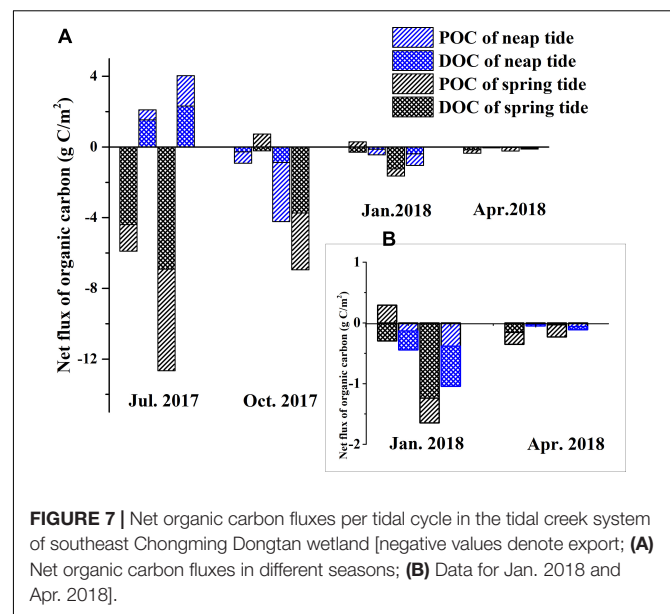 A
POC of neap tide
DOC of neap tide
POC of spring tide
DOC of spring tide
Net flux of organic carbon (g C/m²)
4
0
-4
-8
-12
Jul. 2017
Oct. 2017
Jan.2018
Apr.2018
B
Net flux of organic carbon (g C/m²)
1
0
-1
-2
Jan. 2018
Apr. 2018
FIGURE 7 | Net organic carbon fluxes per tidal cycle in the tidal creek system
of southeast Chongming Dongtan wetland [negative values denote export; (A)
Net organic carbon fluxes in different seasons; (B) Data for Jan. 2018 and
Apr. 2018].